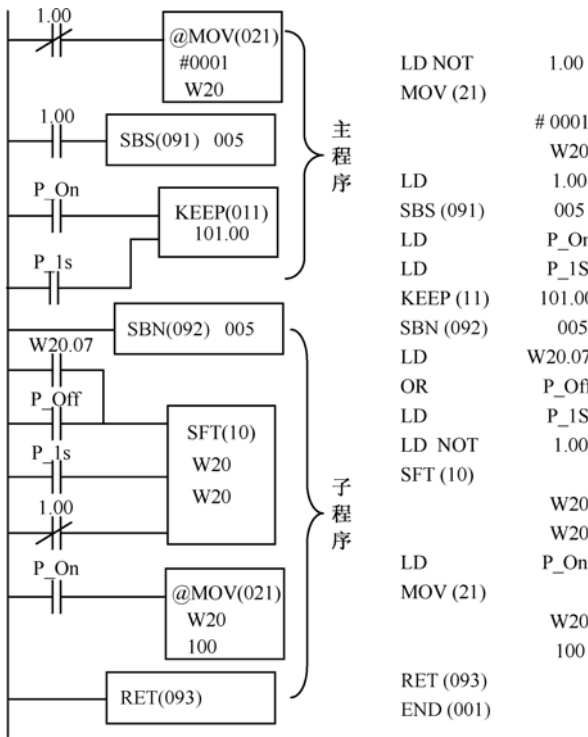 1.00
@MOV(021)
#0001
W20
1.00
SBS(091) 005
P_On
KEEP(011)
101.00
P_1s
主程序
SBN(092) 005
W20.07
P_Off
SFT(10)
W20
W20
P_1s
1.00
P_On
@MOV(021)
W20
100
RET(093)
子程序
LD NOT 1.00
MOV (21)
# 0001
W20
LD 1.00
SBS (091) 005
LD P_On
LD P_1S
KEEP (11) 101.00
SBN (092) 005
LD W20.07
OR P_Off
LD P_1S
LD NOT 1.00
SFT (10)
W20
W20
LD P_On
MOV (21)
W20
100
RET (093)
END (001)